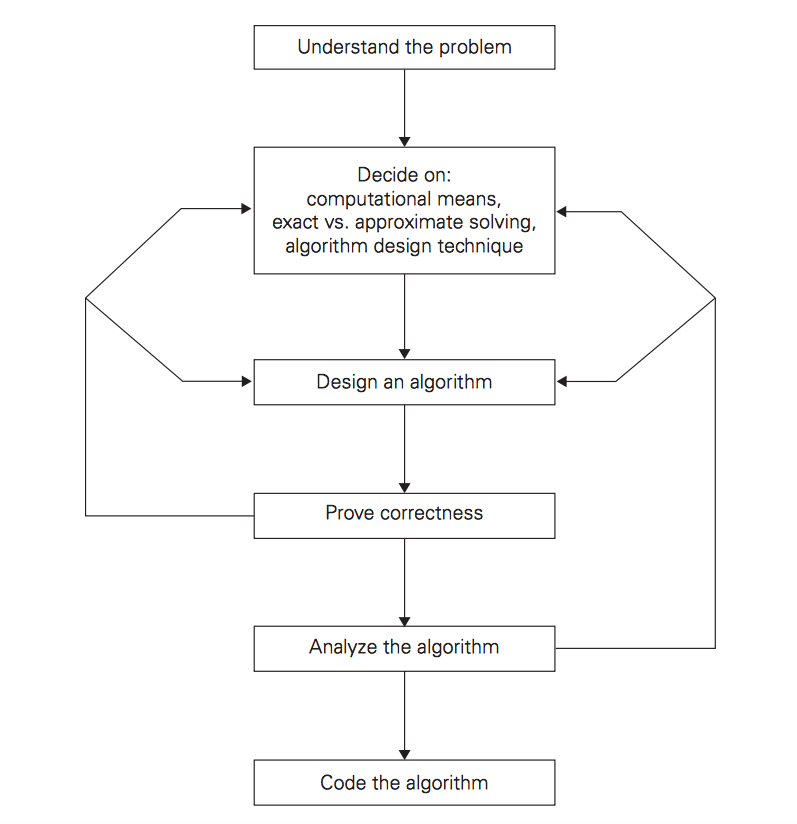 Understand the problem
Decide on:
computational means,
exact vs. approximate solving,
algorithm design technique
Design an algorithm
Prove correctness
Analyze the algorithm
Code the algorithm